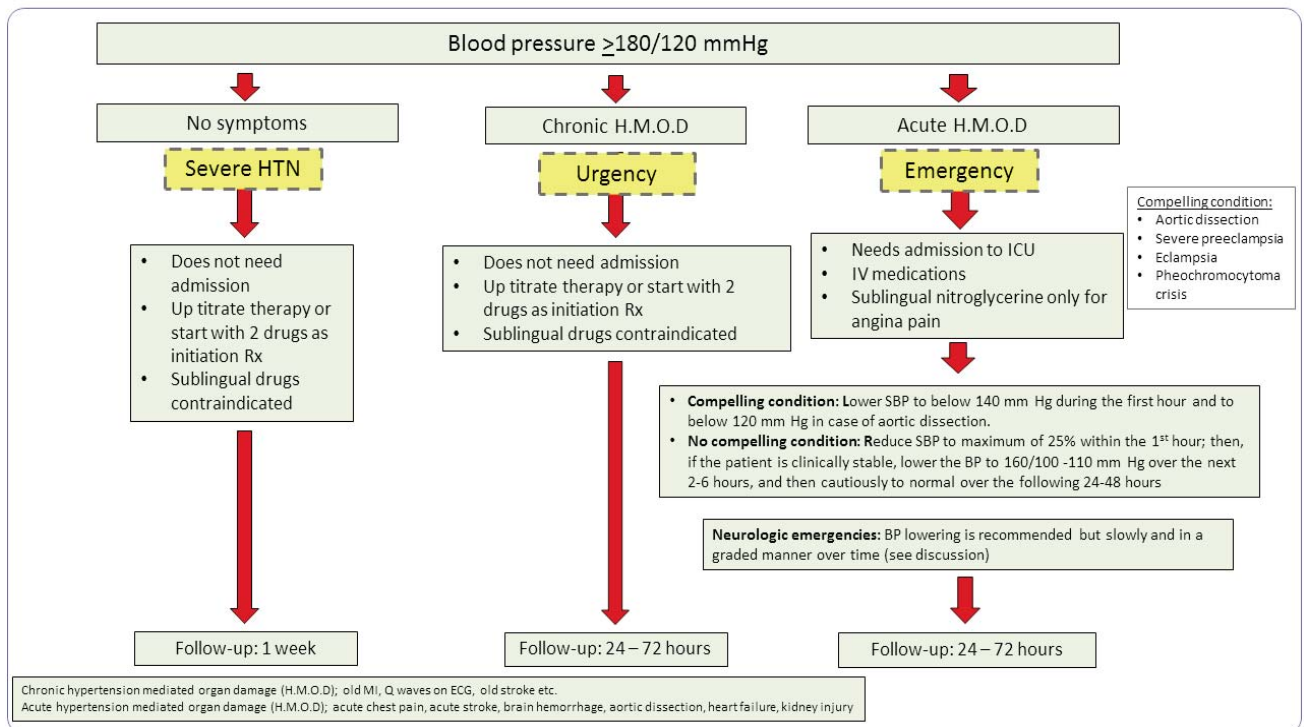 Blood pressure >180/120 mmHg
No symptoms
Chronic H.M.O.D
Acute H.M.O.D
Severe HTN
Urgency
Emergency
Compelling condition:
• Aortic dissection
• Severe preeclampsia
• Eclampsia
• Pheochromocytoma
crisis
• Does not need
admission
• Up titrate therapy or
start with 2 drugs as
initiation Rx
• Sublingual drugs
contraindicated
• Does not need admission
• Up titrate therapy or start with 2
drugs as initiation Rx
• Sublingual drugs contraindicated
• Needs admission to ICU
• IV medications
• Sublingual nitroglycerine only for
angina pain
• Compelling condition: Lower SBP to below 140 mm Hg during the first hour and to
below 120 mm Hg in case of aortic dissection.
• No compelling condition: Reduce SBP to maximum of 25% within the 1st hour; then,
if the patient is clinically stable, lower the BP to 160/100 -110 mm Hg over the next
2-6 hours, and then cautiously to normal over the following 24-48 hours
Neurologic emergencies: BP lowering is recommended but slowly and in a
graded manner over time (see discussion)
Follow-up: 1 week
Follow-up: 24 – 72 hours
Follow-up: 24 – 72 hours
Chronic hypertension mediated organ damage (H.M.O.D); old MI, Q waves on ECG, old stroke etc.
Acute hypertension mediated organ damage (H.M.O.D); acute chest pain, acute stroke, brain hemorrhage, aortic dissection, heart failure, kidney injury